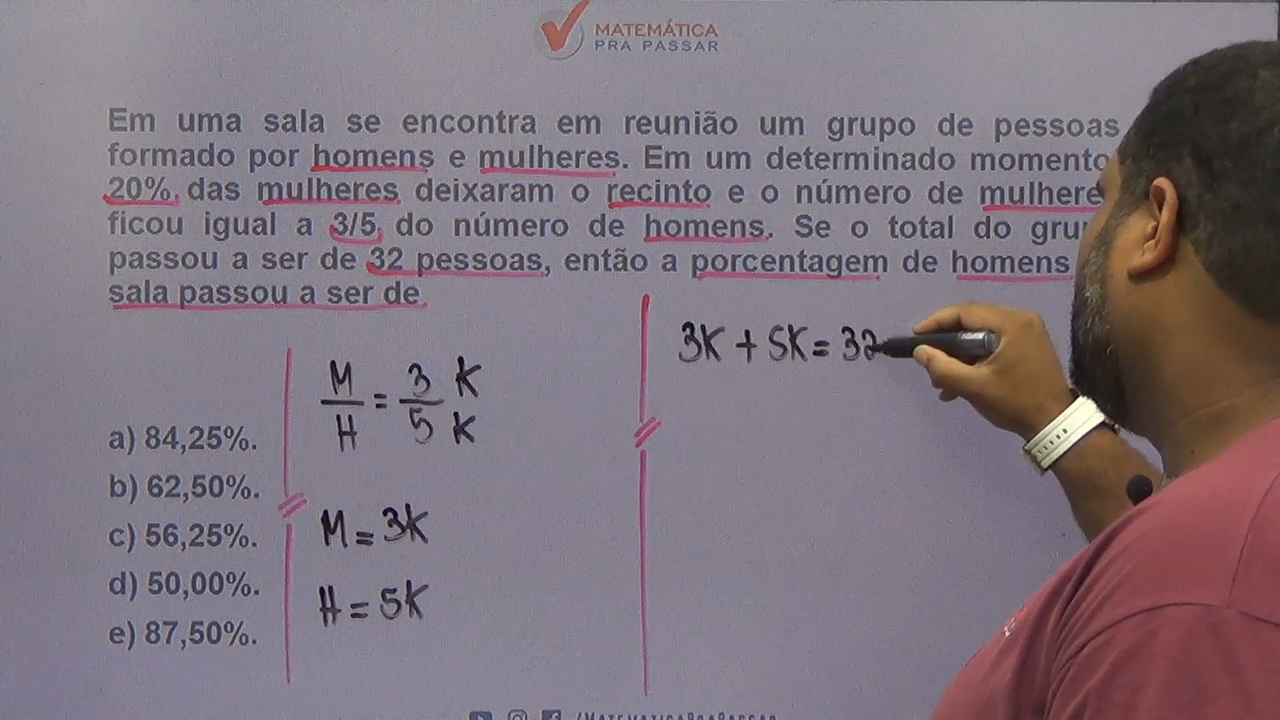 MATEMÁTICA
PRA PASSAR
Em uma sala se encontra em reunião um grupo de pessoas
formado por homens e mulheres. Em um determinado momento
20% das mulheres deixaram o recinto e o número de mulhere
ficou igual a 3/5 do número de homens. Se o total do gru
passou a ser de 32 pessoas, então a porcentagem de homens
sala passou a ser de
a) 84,25%.
b) 62,50%.
c) 56,25%.
d) 50,00%.
e) 87,50%.
M/H = 3/5 K K
M = 3K
H = 5K
3K + 5K = 32
/MATEMATICAPRAPASSAR